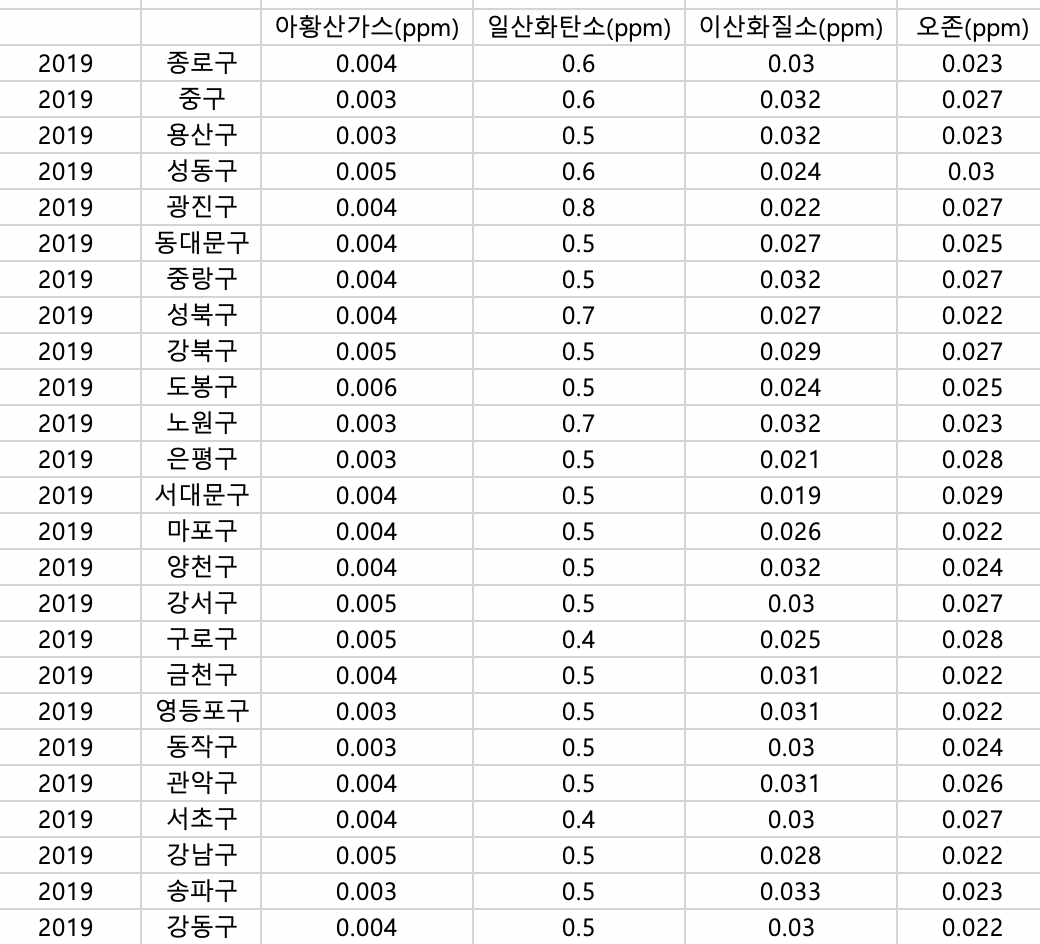 아황산가스(ppm) 일산화탄소(ppm) 이산화질소(ppm) 오존(ppm)
2019 종로구 0.004 0.6 0.03 0.023
2019 중구 0.003 0.6 0.032 0.027
2019 용산구 0.003 0.5 0.032 0.023
2019 성동구 0.005 0.6 0.024 0.03
2019 광진구 0.004 0.8 0.022 0.027
2019 동대문구 0.004 0.5 0.027 0.025
2019 중랑구 0.004 0.5 0.032 0.027
2019 성북구 0.004 0.7 0.027 0.022
2019 강북구 0.005 0.5 0.029 0.027
2019 도봉구 0.006 0.5 0.024 0.025
2019 노원구 0.003 0.7 0.032 0.023
2019 은평구 0.003 0.5 0.021 0.028
2019 서대문구 0.004 0.5 0.019 0.029
2019 마포구 0.004 0.5 0.026 0.022
2019 양천구 0.004 0.5 0.032 0.024
2019 강서구 0.005 0.5 0.03 0.027
2019 구로구 0.005 0.4 0.025 0.028
2019 금천구 0.004 0.5 0.031 0.022
2019 영등포구 0.003 0.5 0.031 0.022
2019 동작구 0.003 0.5 0.03 0.024
2019 관악구 0.004 0.5 0.031 0.026
2019 서초구 0.004 0.4 0.03 0.027
2019 강남구 0.005 0.5 0.028 0.022
2019 송파구 0.003 0.5 0.033 0.023
2019 강동구 0.004 0.5 0.03 0.022